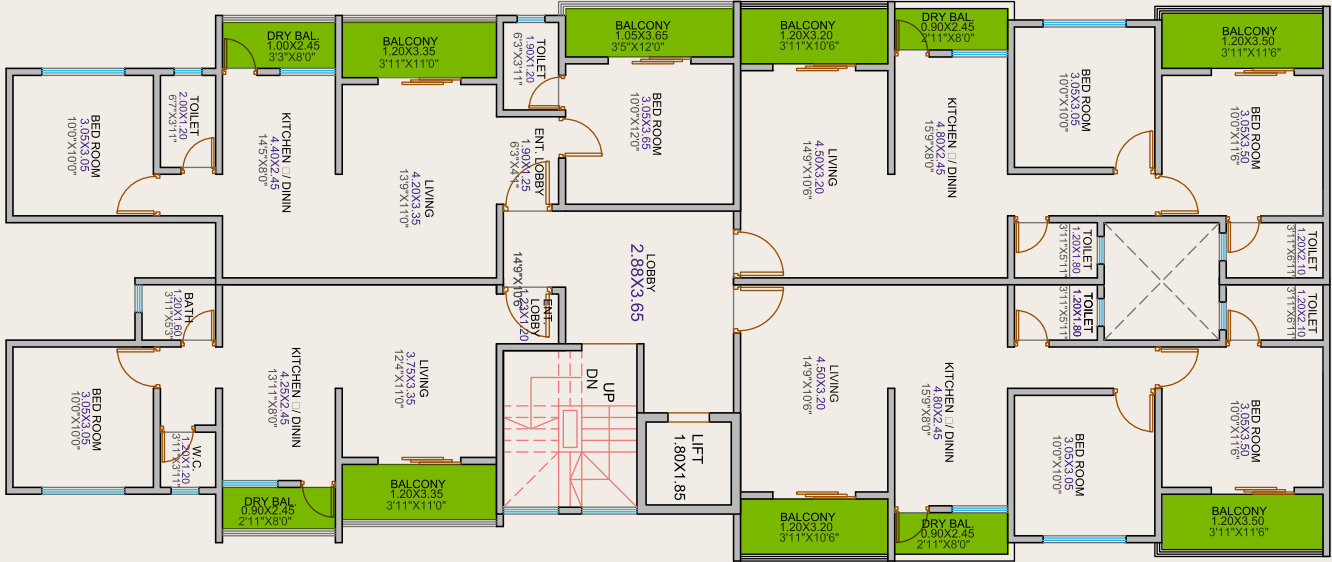 DRY BAL.
1.00X2.45
3'3"X8'0"
BALCONY
1.20X3.35
3'11"X11'0"
TOILET
1.90X1.20
6'3"X3'11"
BALCONY
1.05X3.65
3'5"X12'0"
BALCONY
1.20X3.20
3'11"X10'6"
DRY BAL.
0.90X2.45
2'11"X8'0"
BALCONY
1.20X3.50
3'11"X11'6"
BED ROOM
3.05X3.05
10'0"X10'0"
TOILET
2.00X1.20
6'7"X3'11"
KITCHEN □/ DININ
4.40X2.45
14'5"X8'0"
LIVING
4.20X3.35
13'9"X11'0"
ENT. LOBBY
1.90X1.25
6'3"X4'1"
BED ROOM
3.05X3.65
10'0"X12'0"
LIVING
4.50X3.20
14'9"X10'6"
KITCHEN □/ DININ
4.80X2.45
15'9"X8'0"
BED ROOM
3.05X3.05
10'0"X10'0"
BED ROOM
3.05X3.50
10'0"X11'6"
TOILET
1.20X1.80
3'11"X5'11"
TOILET
1.20X2.10
3'11"X6'11"
LOBBY
2.88X3.65
BATH
1.20X1.60
3'11"X5'3"
ENT.
LOBBY
1.23X1.20
14'9"X10'6"
TOILET
1.20X1.80
3'11"X5'11"
TOILET
1.20X2.10
3'11"X6'11"
BED ROOM
3.05X3.05
10'0"X10'0"
W.C.
1.20X1.20
3'11"X3'11"
KITCHEN □/ DININ
4.25X2.45
13'11"X8'0"
LIVING
3.75X3.35
12'4"X11'0"
UP
DN
LIFT
1.80X1.85
LIVING
4.50X3.20
14'9"X10'6"
KITCHEN □/ DININ
4.80X2.45
15'9"X8'0"
BED ROOM
3.05X3.05
10'0"X10'0"
BED ROOM
3.05X3.50
10'0"X11'6"
DRY BAL.
0.90X2.45
2'11"X8'0"
BALCONY
1.20X3.35
3'11"X11'0"
BALCONY
1.20X3.20
3'11"X10'6"
DRY BAL.
0.90X2.45
2'11"X8'0"
BALCONY
1.20X3.50
3'11"X11'6"